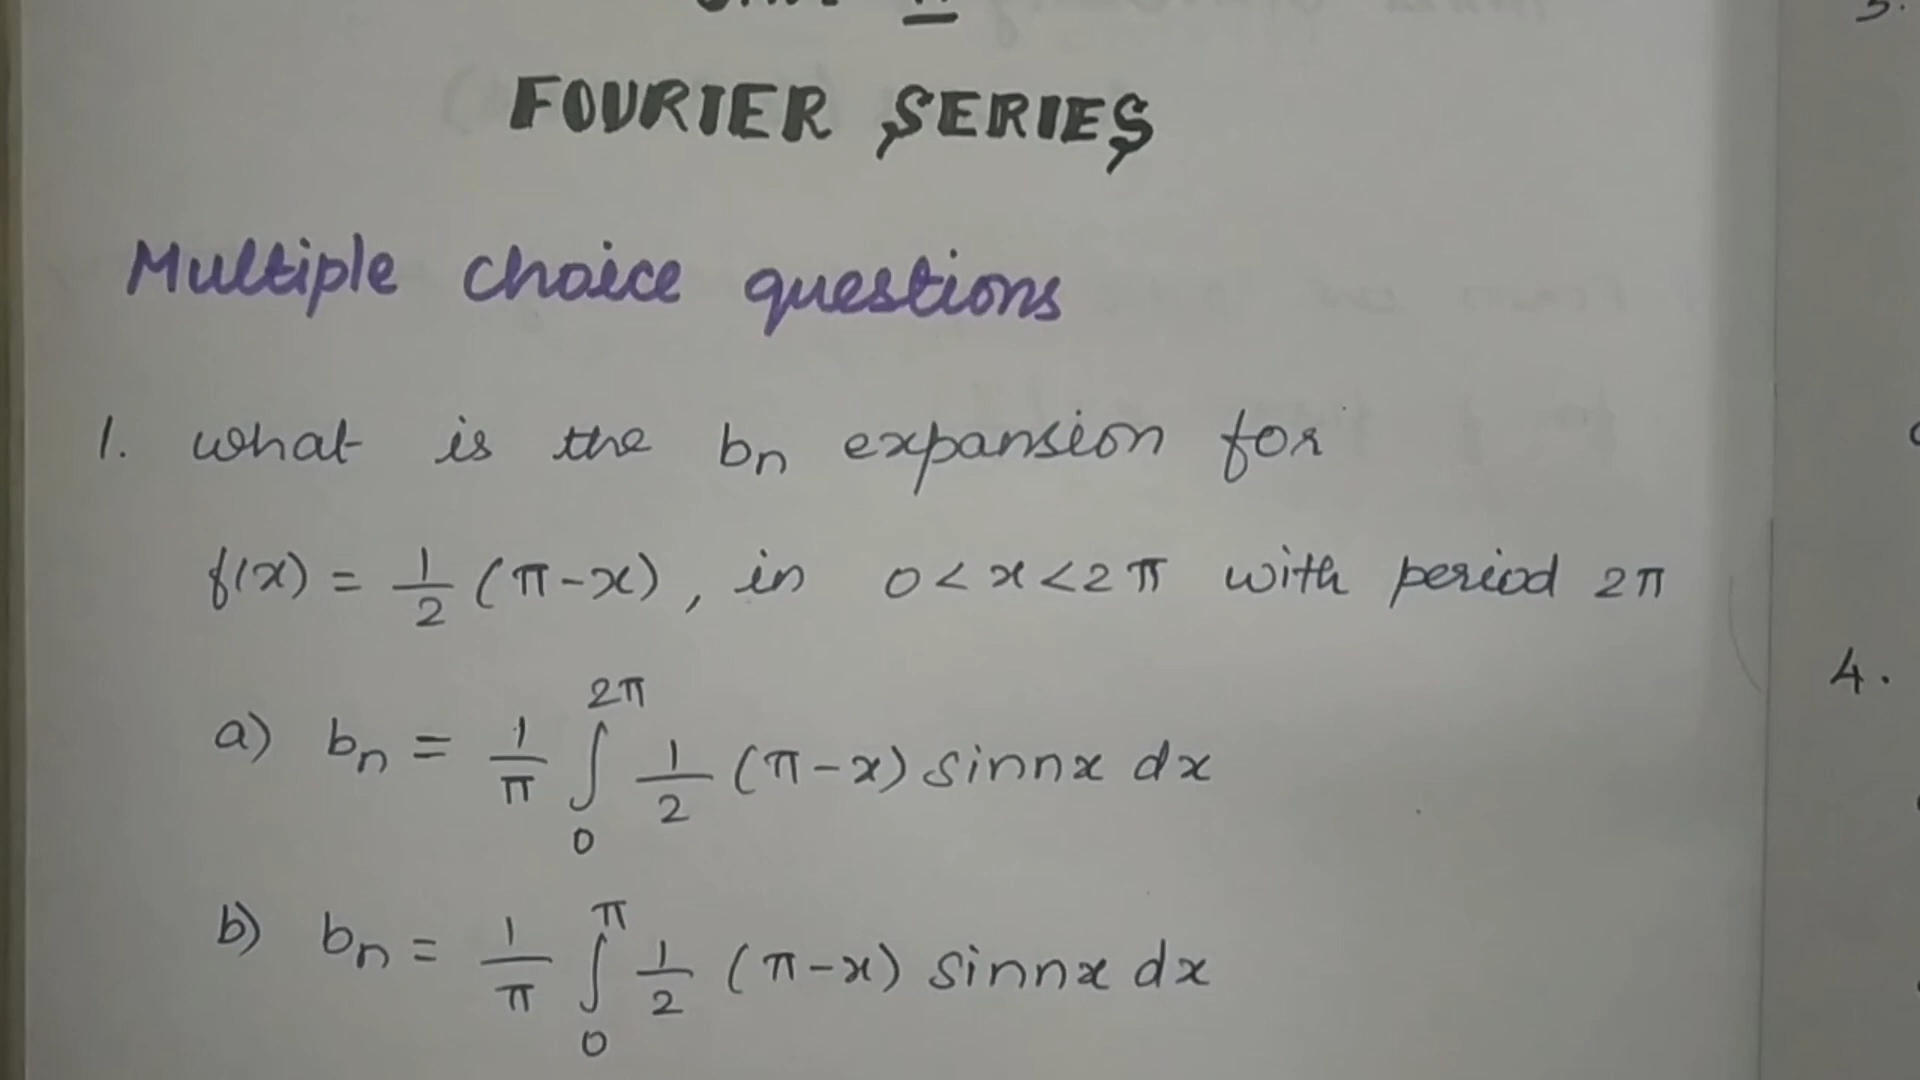 FOURIER SERIES
Multiple choice questions
1. what is the bn expansion for
f(x) = 1/2 (π-x), in 0<x<2π with period 2π
a) bn = 1/π ∫₀^2π 1/2 (π-x) sinnx dx
b) bn = 1/π ∫₀^π 1/2 (π-x) sinnx dx
4.